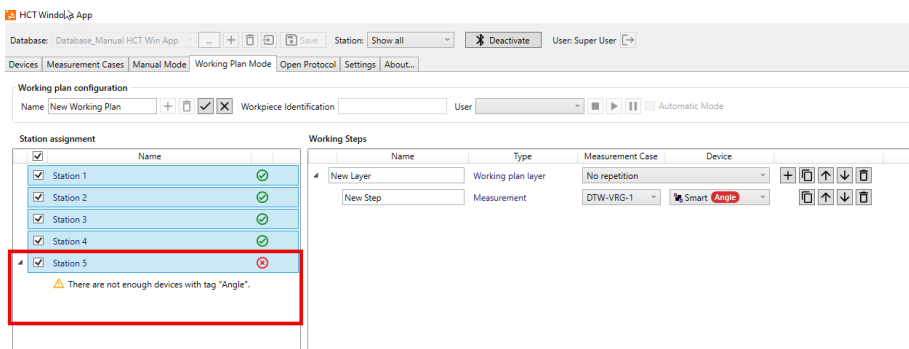 HCT Window App
Database: Database_Manual HCT Win App ... Save Station: Show all Deactivate User: Super User
Devices Measurement Cases Manual Mode Working Plan Mode Open Protocol Settings About...
Working plan configuration
Name New Working Plan Workpiece Identification User Automatic Mode
Station assignment
Name
Station 1
Station 2
Station 3
Station 4
Station 5
There are not enough devices with tag "Angle".
Working Steps
Name Type Measurement Case Device
New Layer Working plan layer No repetition
New Step Measurement DTW-VRG-1 Smart Angle